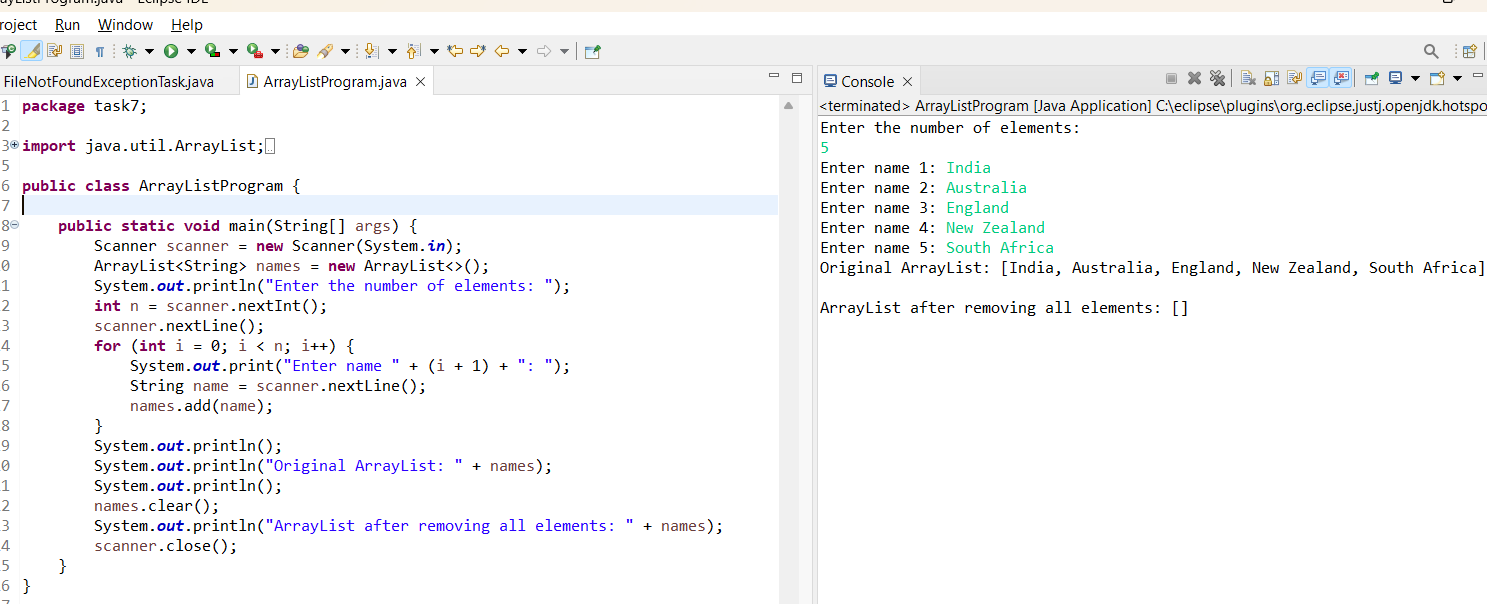 ayListProgram.java - Eclipse IDE
roject Run Window Help
FileNotFoundExceptionTask.java ArrayListProgram.java
1 package task7;
2
3 import java.util.ArrayList;
5
6 public class ArrayListProgram {
7
8 public static void main(String[] args) {
9 Scanner scanner = new Scanner(System.in);
0 ArrayList<String> names = new ArrayList<>();
1 System.out.println("Enter the number of elements: ");
2 int n = scanner.nextInt();
3 scanner.nextLine();
4 for (int i = 0; i < n; i++) {
5 System.out.print("Enter name " + (i + 1) + ": ");
6 String name = scanner.nextLine();
7 names.add(name);
8 }
9 System.out.println();
0 System.out.println("Original ArrayList: " + names);
1 System.out.println();
2 names.clear();
3 System.out.println("ArrayList after removing all elements: " + names);
4 scanner.close();
5 }
6 }
Console
<terminated> ArrayListProgram [Java Application] C:\eclipse\plugins\org.eclipse.justj.openjdk.hotspo
Enter the number of elements:
5
Enter name 1: India
Enter name 2: Australia
Enter name 3: England
Enter name 4: New Zealand
Enter name 5: South Africa
Original ArrayList: [India, Australia, England, New Zealand, South Africa]
ArrayList after removing all elements: []